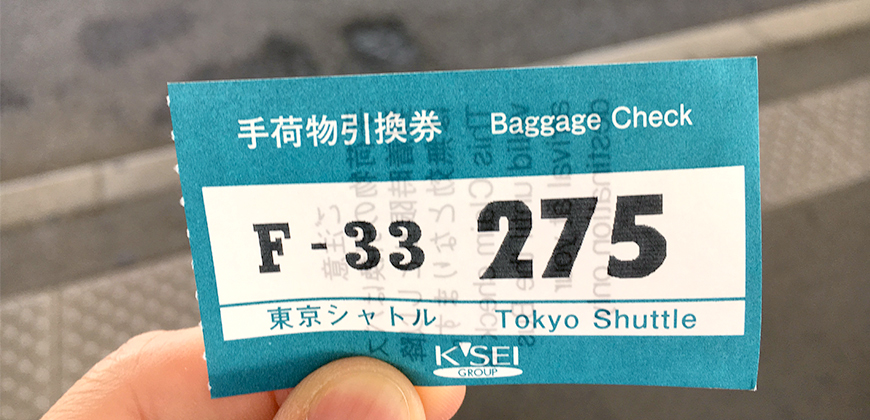 手荷物引換券 Baggage Check
F-33 275
東京シャトル Tokyo Shuttle
K'SEI
GROUP